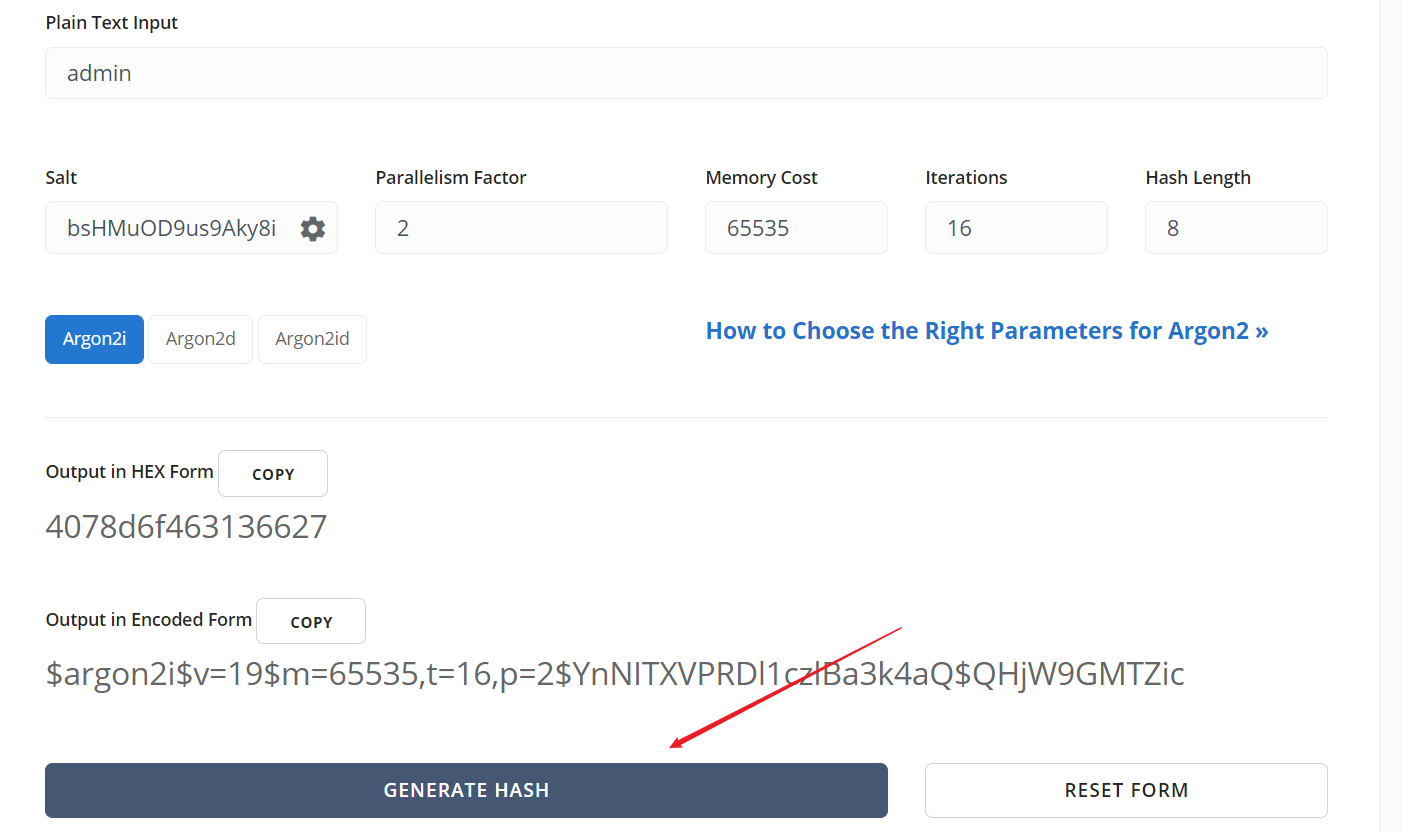 Plain Text Input
admin
Salt Parallelism Factor Memory Cost Iterations Hash Length
bsHMuOD9us9Aky8i 2 65535 16 8
Argon2i Argon2d Argon2id How to Choose the Right Parameters for Argon2 »
Output in HEX Form COPY
4078d6f463136627
Output in Encoded Form COPY
$argon2i$v=19$m=65535,t=16,p=2$YnNITXVPRDl1czlBa3k4aQ$QHjW9GMTZic
GENERATE HASH RESET FORM